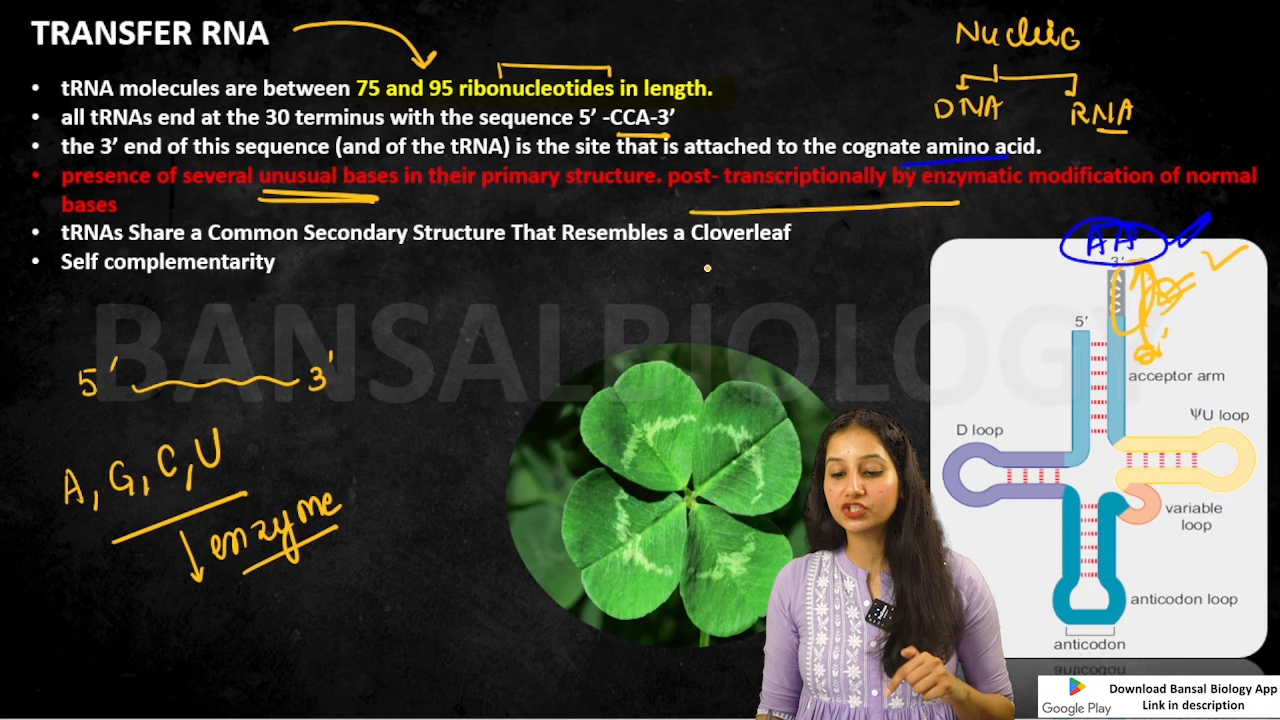 TRANSFER RNA
Nucleic
DNA
RNA
• tRNA molecules are between 75 and 95 ribonucleotides in length.
• all tRNAs end at the 30 terminus with the sequence 5’ -CCA-3’
• the 3’ end of this sequence (and of the tRNA) is the site that is attached to the cognate amino acid.
• presence of several unusual bases in their primary structure. post- transcriptionally by enzymatic modification of normal
bases
• tRNAs Share a Common Secondary Structure That Resembles a Cloverleaf
• Self complementarity
BANSALBIOLOGY
5' 3'
A, G, C, U
enzyme
AA
3'
5'
acceptor arm
ΨU loop
D loop
variable
loop
anticodon loop
anticodon
Google Play
Download Bansal Biology App
Link in description